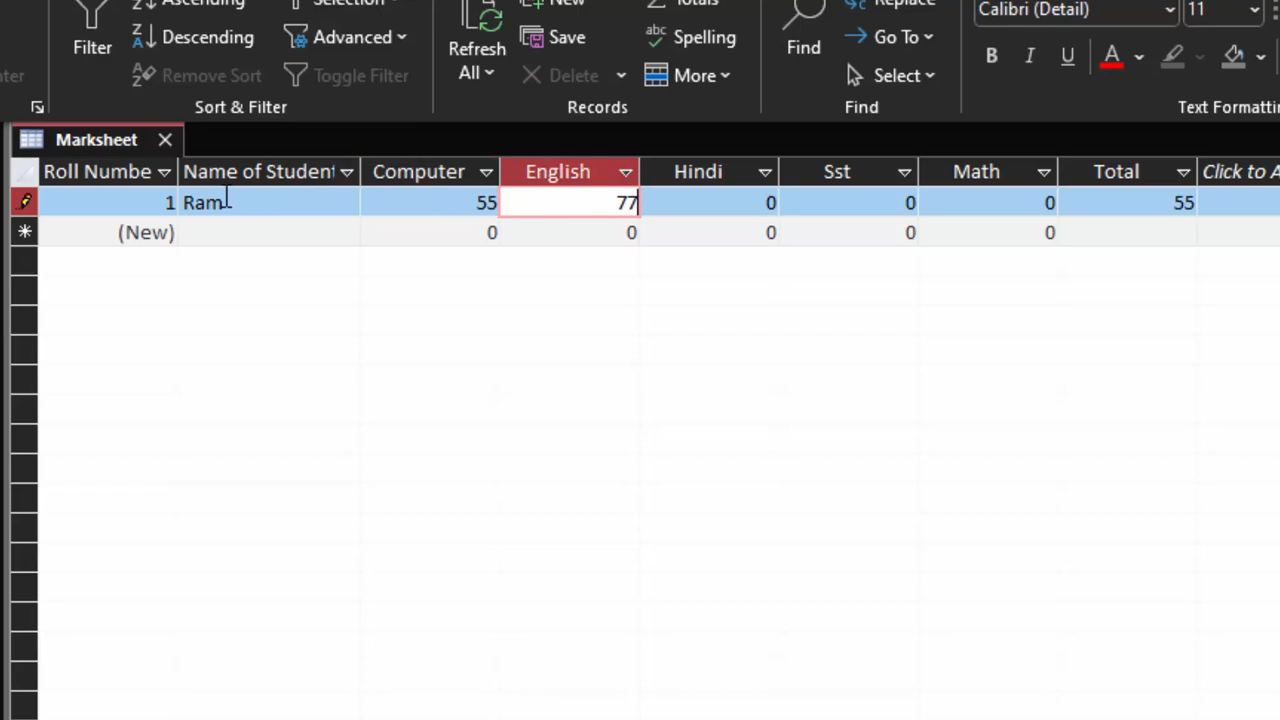 Ascending
Selection
New
Totals
Replace
Calibri (Detail)
11
Filter
Descending
Advanced
Refresh
All
Save
Spelling
Find
Go To
B
I
U
A
Remove Sort
Toggle Filter
Delete
More
Select
Sort & Filter
Records
Find
Text Formatti
Marksheet
Roll Numbe
Name of Student
Computer
English
Hindi
Sst
Math
Total
Click to A
1 Ram 55 77 0 0 0 55
(New) 0 0 0 0 0